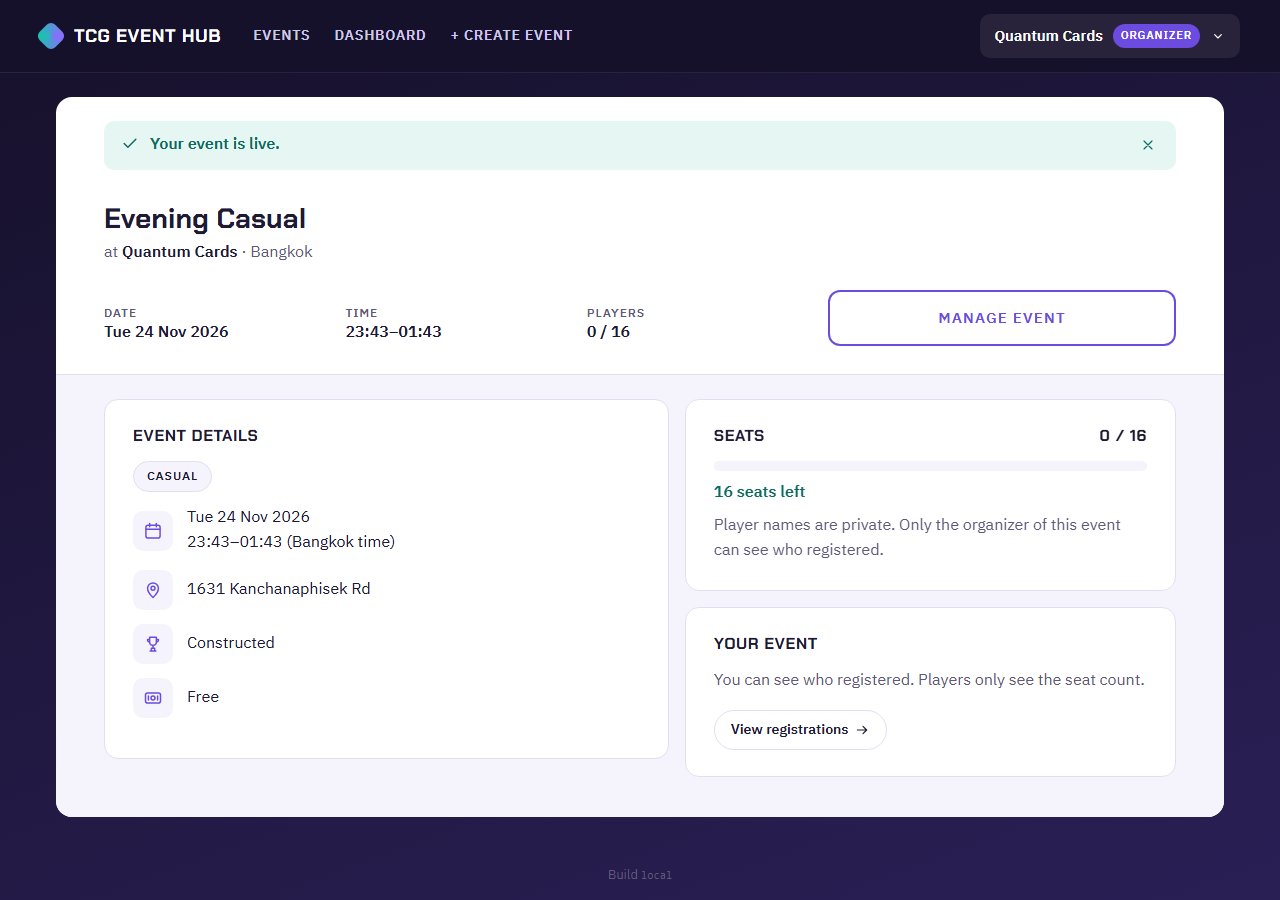 TCG EVENT HUB
EVENTS
DASHBOARD
+ CREATE EVENT
Quantum Cards
ORGANIZER
Your event is live.
Evening Casual
at Quantum Cards · Bangkok
DATE
Tue 24 Nov 2026
TIME
23:43–01:43
PLAYERS
0 / 16
MANAGE EVENT
EVENT DETAILS
CASUAL
Tue 24 Nov 2026
23:43–01:43 (Bangkok time)
1631 Kanchanaphisek Rd
Constructed
Free
SEATS
0 / 16
16 seats left
Player names are private. Only the organizer of this event
can see who registered.
YOUR EVENT
You can see who registered. Players only see the seat count.
View registrations →
Build local